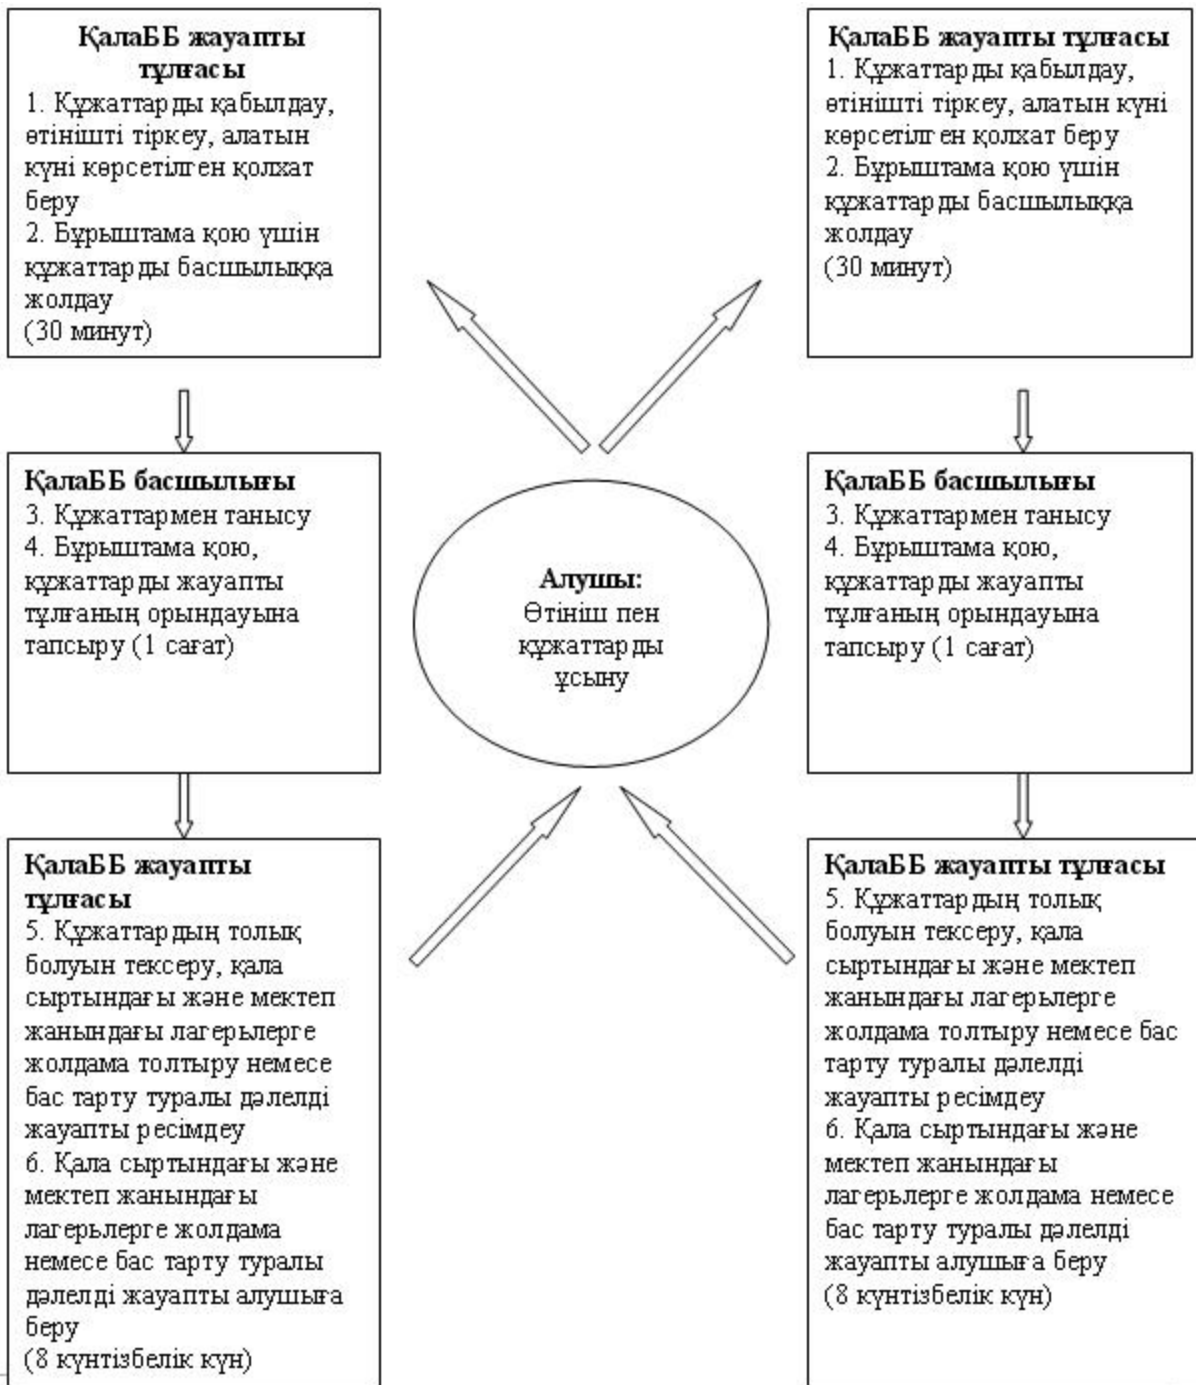 ҚалаББ жауапты
тұлғасы
1. Құжаттарды қабылдау,
өтінішті тіркеу, алатын
күні көрсетілген қолхат
беру
2. Бұрыштама қою үшін
құжаттарды басшылыққа
жолдау
(30 минут)
ҚалаББ жауапты тұлғасы
1. Құжаттарды қабылдау,
өтінішті тіркеу, алатын күні
көрсетілген қолхат беру
2. Бұрыштама қою үшін
құжаттарды басшылыққа
жолдау
(30 минут)
ҚалаББ басшылығы
3. Құжаттармен танысу
4. Бұрыштама қою,
құжаттарды жауапты
тұлғаның орындауына
тапсыру (1 сағат)
Алушы:
Өтініш пен
құжаттарды
ұсыну
ҚалаББ басшылығы
3. Құжаттармен танысу
4. Бұрыштама қою,
құжаттарды жауапты
тұлғаның орындауына
тапсыру (1 сағат)
ҚалаББ жауапты
тұлғасы
5. Құжаттардың толық
болуын тексеру, қала
сыртындағы және мектеп
жанындағы лагерьлерге
жолдама толтыру немесе
бас тарту туралы дәлелді
жауапты ресімдеу
6. Қала сыртындағы және
мектеп жанындағы
лагерьлерге жолдама
немесе бас тарту туралы
дәлелді жауапты алушыға
беру
(8 күнтізбелік күн)
ҚалаББ жауапты тұлғасы
5. Құжаттардың толық
болуын тексеру, қала
сыртындағы және мектеп
жанындағы лагерьлерге
жолдама толтыру немесе бас
тарту туралы дәлелді
жауапты ресімдеу
6. Қала сыртындағы және
мектеп жанындағы
лагерьлерге жолдама немесе
бас тарту туралы дәлелді
жауапты алушыға беру
(8 күнтізбелік күн)